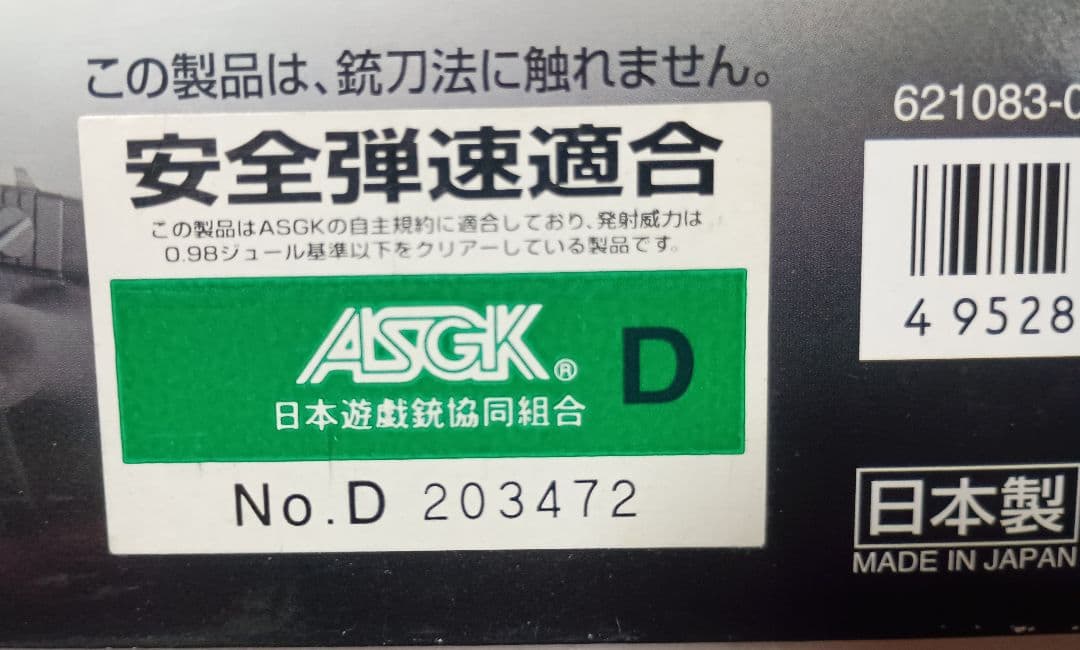 この製品は、銃刀法に触れません。
安全弾速適合
この製品はASGKの自主規約に適合しており、発射威力は
0.98ジュール基準以下をクリアーしている製品です。
ASGK® D
日本遊戯銃協同組合
No.D 203472
621083-0
4 9528
日本製
MADE IN JAPAN